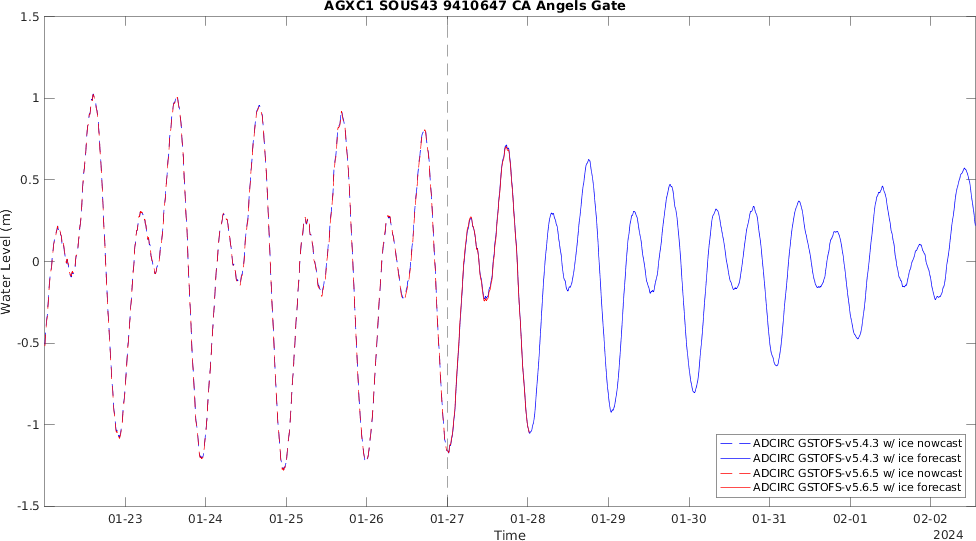 AGXC1 SOUS43 9410647 CA Angels Gate
1.5
1
0.5
0
-0.5
-1
-1.5
Water Level (m)
ADCIRC GSTOFS-v5.4.3 w/ ice nowcast
ADCIRC GSTOFS-v5.4.3 w/ ice forecast
ADCIRC GSTOFS-v5.6.5 w/ ice nowcast
ADCIRC GSTOFS-v5.6.5 w/ ice forecast
01-23 01-24 01-25 01-26 01-27 01-28 01-29 01-30 01-31 02-01 02-02
Time
2024